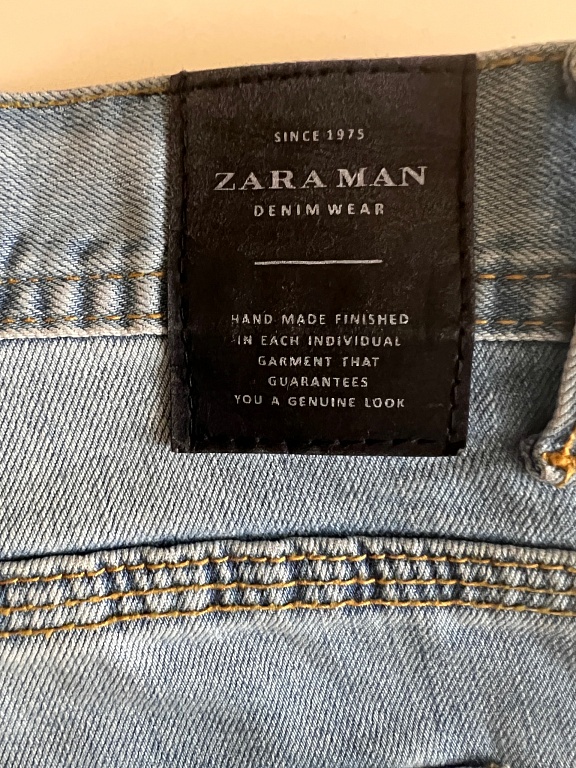 SINCE 1975
ZARA MAN
DENIM WEAR
HAND MADE FINISHED
IN EACH INDIVIDUAL
GARMENT THAT
GUARANTEES
YOU A GENUINE LOOK